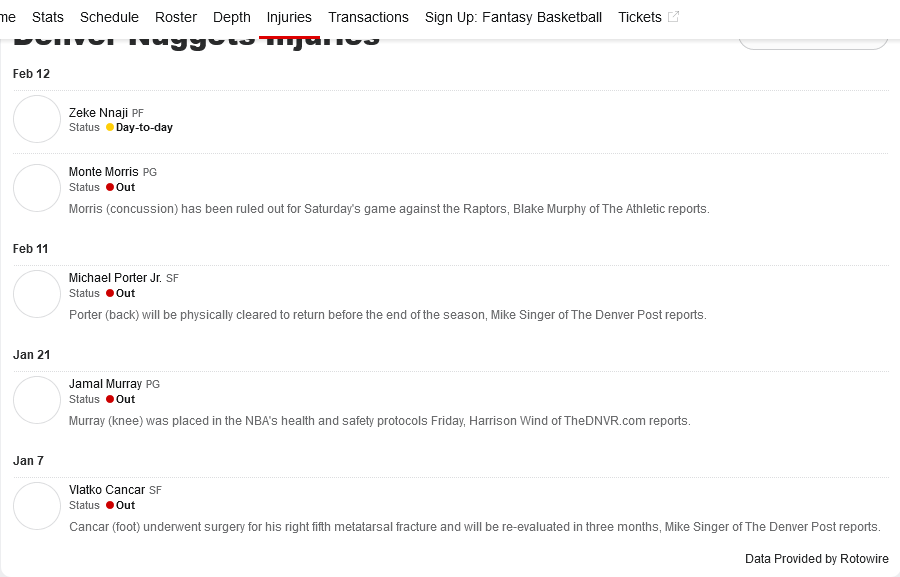 me Stats Schedule Roster Depth Injuries Transactions Sign Up: Fantasy Basketball Tickets
Denver Nuggets Injuries
Feb 12
Zeke Nnaji PF
Status Day-to-day
Monte Morris PG
Status Out
Morris (concussion) has been ruled out for Saturday's game against the Raptors, Blake Murphy of The Athletic reports.
Feb 11
Michael Porter Jr. SF
Status Out
Porter (back) will be physically cleared to return before the end of the season, Mike Singer of The Denver Post reports.
Jan 21
Jamal Murray PG
Status Out
Murray (knee) was placed in the NBA's health and safety protocols Friday, Harrison Wind of TheDNVR.com reports.
Jan 7
Vlatko Cancar SF
Status Out
Cancar (foot) underwent surgery for his right fifth metatarsal fracture and will be re-evaluated in three months, Mike Singer of The Denver Post reports.
Data Provided by Rotowire